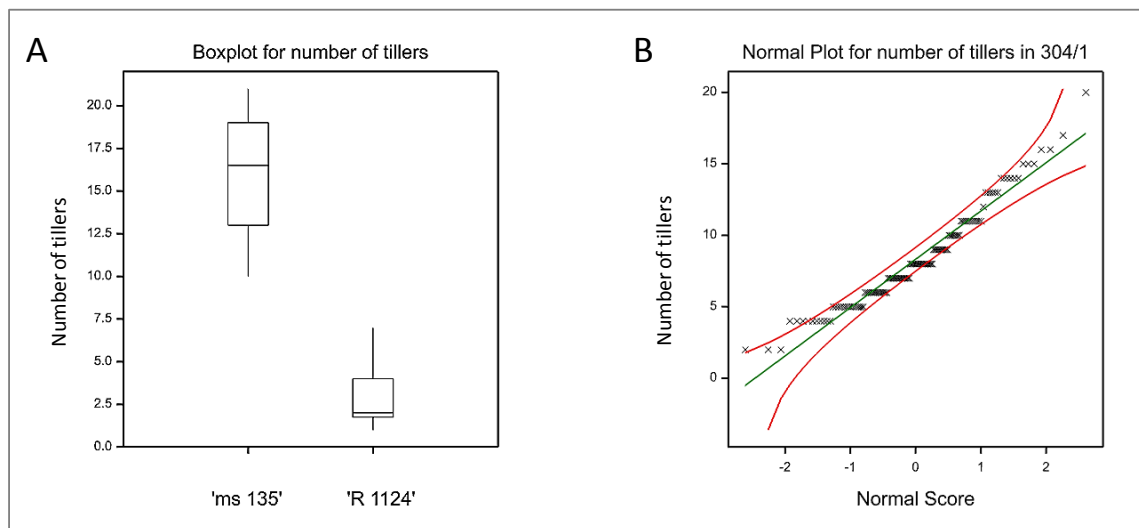 A
Boxplot for number of tillers
Number of tillers
20.0
17.5
15.0
12.5
10.0
7.5
5.0
2.5
0.0
'ms 135'
'R 1124'
B
Normal Plot for number of tillers in 304/1
Number of tillers
20
15
10
5
0
-2
-1
0
1
2
Normal Score